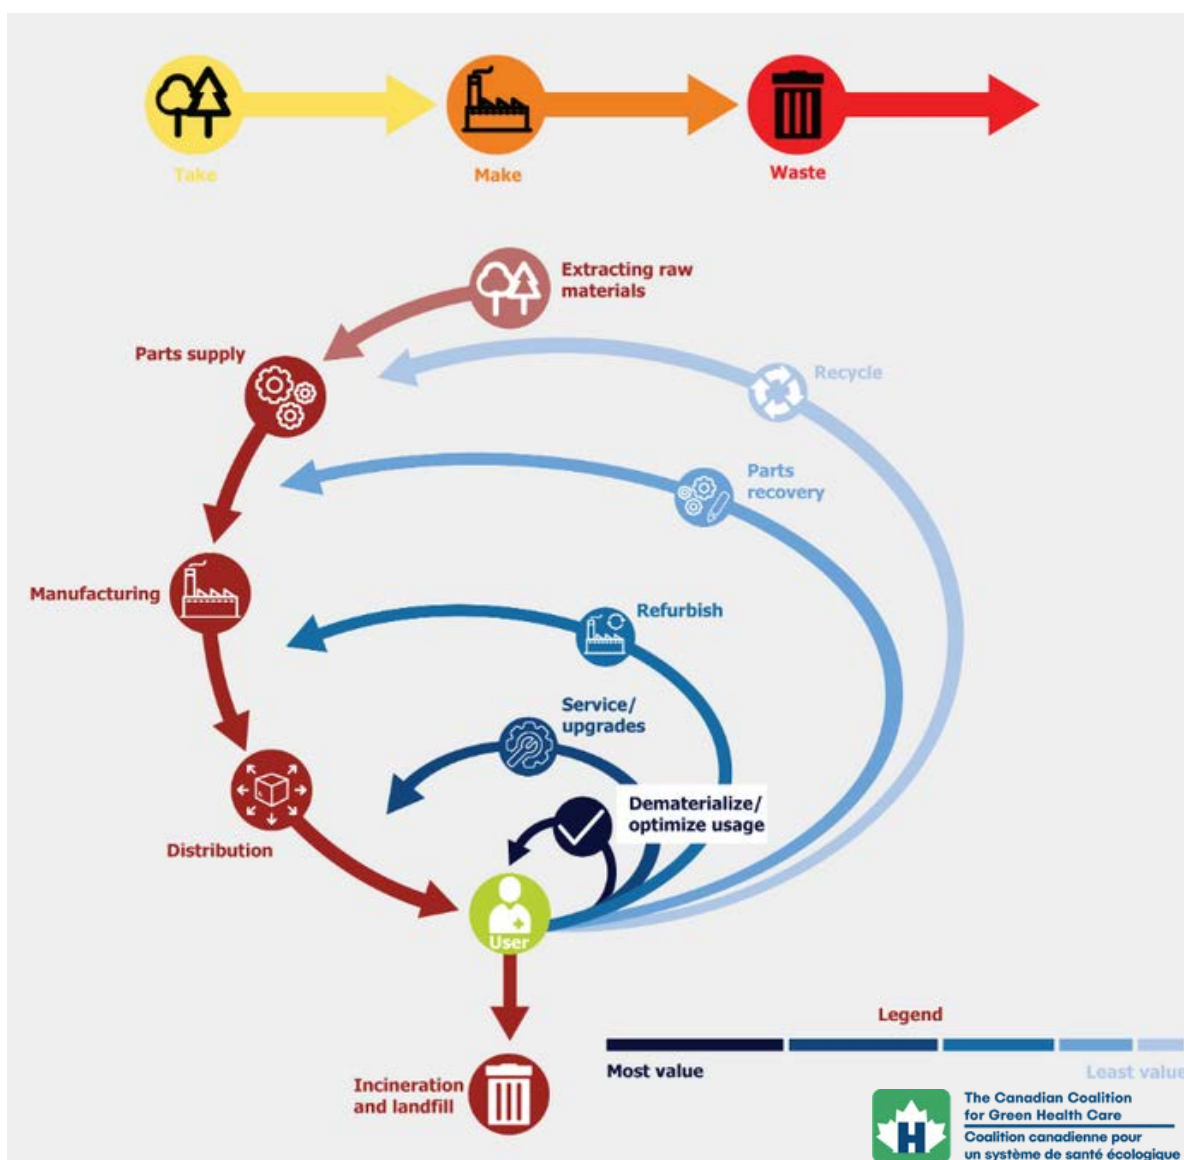 Take
Make
Waste
Extracting raw
materials
Parts supply
Recycle
Parts
recovery
Manufacturing
Refurbish
Service/
upgrades
Dematerialize/
optimize usage
Distribution
User
Legend
Most value
Least value
Incineration
and landfill
H
The Canadian Coalition
for Green Health Care
Coalition canadienne pour
un système de santé écologique